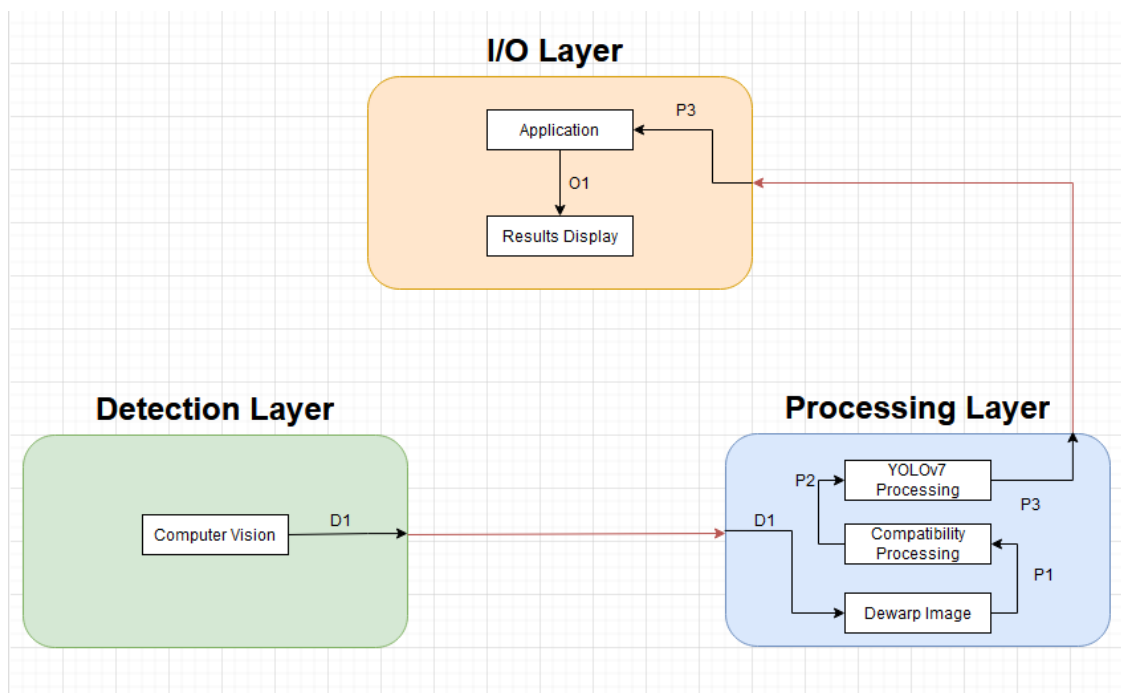 I/O Layer
Application
P3
O1
Results Display
Detection Layer
Computer Vision
D1
Processing Layer
YOLOv7
Processing
P2
P3
D1
Compatibility
Processing
P1
Dewarp Image